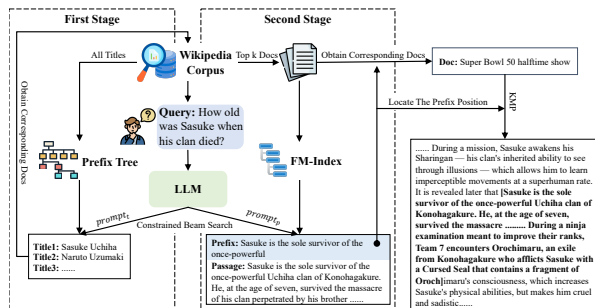 First Stage
Second Stage
All Titles
Wikipedia
Corpus
Top k Docs
Obtain Corresponding Docs
Doc: Super Bowl 50 halftime show
Obtain Corresponding Docs
Query: How old
was Sasuke when
his clan died?
Locate The Prefix Position
KMP
Prefix Tree
FM-Index
LLM
prompt_t
prompt_p
Constrained Beam Search
Title1: Sasuke Uchiha
Title2: Naruto Uzumaki
Title3: ......
Prefix: Sasuke is the sole survivor of the
once-powerful
Passage: Sasuke is the sole survivor of the
once-powerful Uchiha clan of Konohagakure.
He, at the age of seven, survived the massacre
of his clan perpetrated by his brother ......
...... During a mission, Sasuke awakens his
Sharingan — his clan's inherited ability to see
through illusions — which allows him to learn
imperceptible movements at a superhuman rate.
It is revealed later that [Sasuke is the sole
survivor of the once-powerful Uchiha clan of
Konohagakure. He, at the age of seven,
survived the massacre ......... During a ninja
examination meant to improve their ranks,
Team 7 encounters Orochimaru, an exile
from Konohagakure who afflicts Sasuke with
a Cursed Seal that contains a fragment of
Oroch]imaru's consciousness, which increases
Sasuke's physical abilities, but makes him cruel
and sadistic......